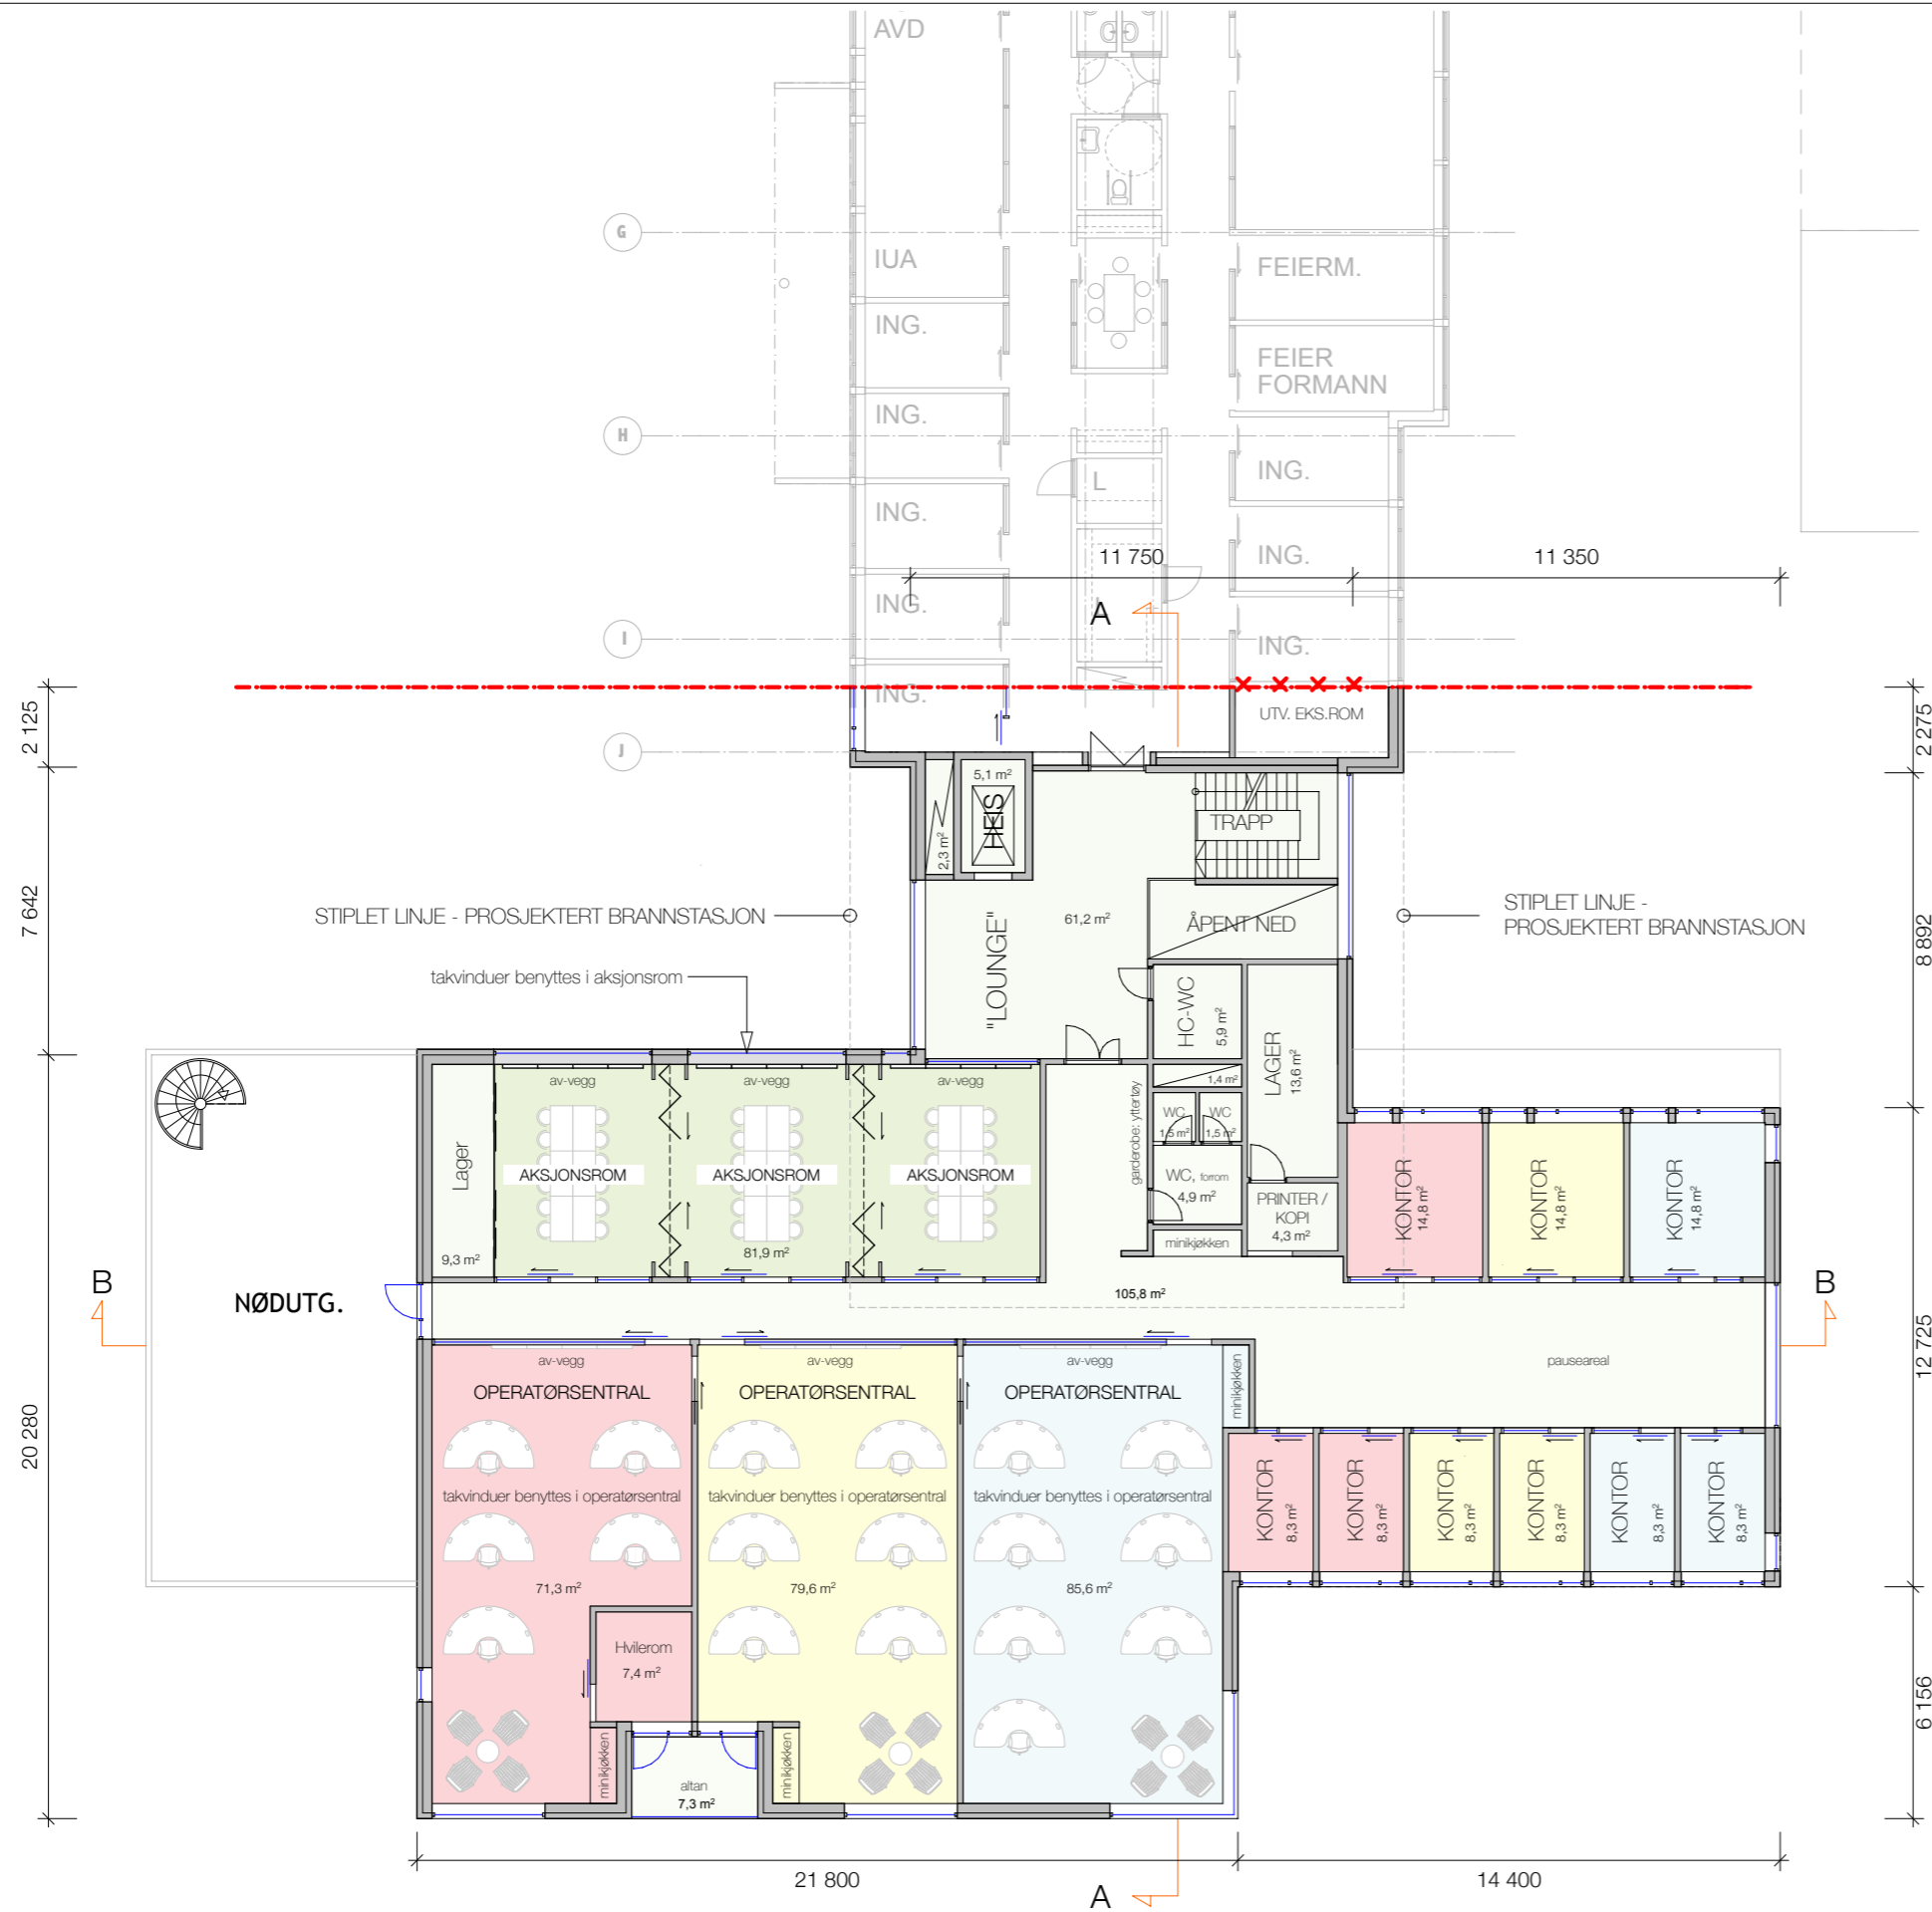 AVD
G
IUA
FEIERM.
ING.
FEIER
FORMANN
H
ING.
L
ING.
ING.
11 750
11 350
ING.
ING.
A
I
ING.
ING.
2 125
UTV. EKS.ROM
2 275
J
5,1 m²
HEIS
2,3 m²
TRAPP
7 642
STIPLET LINJE - PROSJEKTERT BRANNSTASJON
"LOUNGE"
61,2 m²
ÅPENT NED
STIPLET LINJE -
PROSJEKTERT BRANNSTASJON
8 892
takvinduer benyttes i aksjonsrom
HC-WC
5,9 m²
LAGER
13,6 m²
1,4 m²
av-vegg
av-vegg
av-vegg
garderobe: yttertøy
WC
1,5 m²
WC
1,5 m²
Lager
9,3 m²
AKSJONSROM
AKSJONSROM
AKSJONSROM
81,9 m²
WC, forrom
4,9 m²
PRINTER /
KOPI
4,3 m²
minikjøkken
KONTOR
14,8 m²
KONTOR
14,8 m²
KONTOR
14,8 m²
B
NØDUTG.
105,8 m²
B
12 725
pauseareal
20 280
av-vegg
av-vegg
av-vegg
OPERATØRSENTRAL
OPERATØRSENTRAL
OPERATØRSENTRAL
minikjøkken
takvinduer benyttes i operatørsentral
takvinduer benyttes i operatørsentral
takvinduer benyttes i operatørsentral
KONTOR
8,3 m²
KONTOR
8,3 m²
KONTOR
8,3 m²
KONTOR
8,3 m²
KONTOR
8,3 m²
KONTOR
8,3 m²
71,3 m²
79,6 m²
85,6 m²
Hvilerom
7,4 m²
6 156
minikjøkken
altan
7,3 m²
minikjøkken
21 800
14 400
A